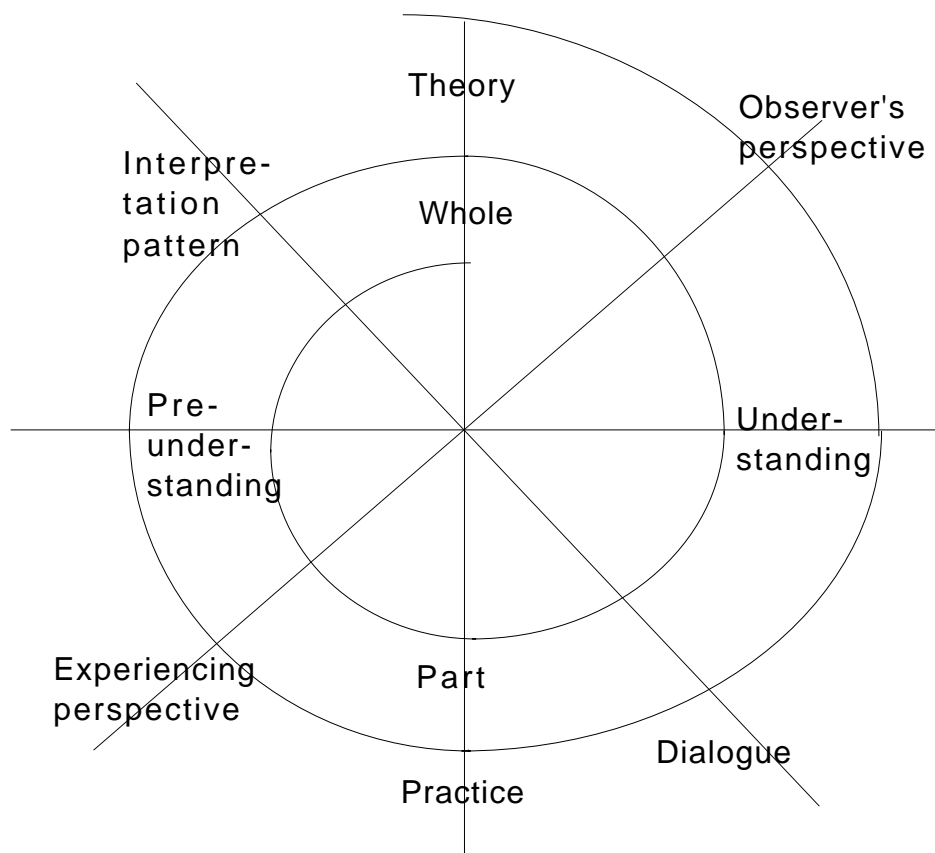 Theory
Observer's
perspective
Interpre-
tation
pattern
Whole
Pre-
under-
standing
Under-
standing
Experiencing
perspective
Part
Dialogue
Practice